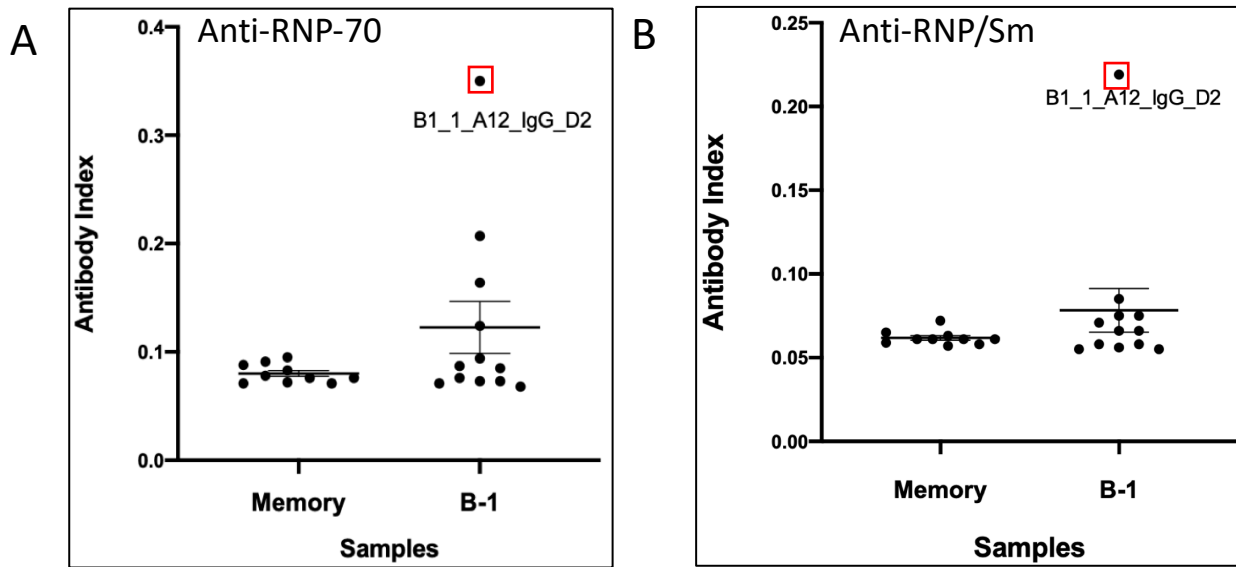 A
Anti-RNP-70
0.4
0.3
0.2
0.1
0.0
Antibody Index
B1_1_A12_IgG_D2
Memory
B-1
Samples
B
Anti-RNP/Sm
0.25
0.20
0.15
0.10
0.05
0.00
Antibody Index
B1_1_A12_IgG_D2
Memory
B-1
Samples